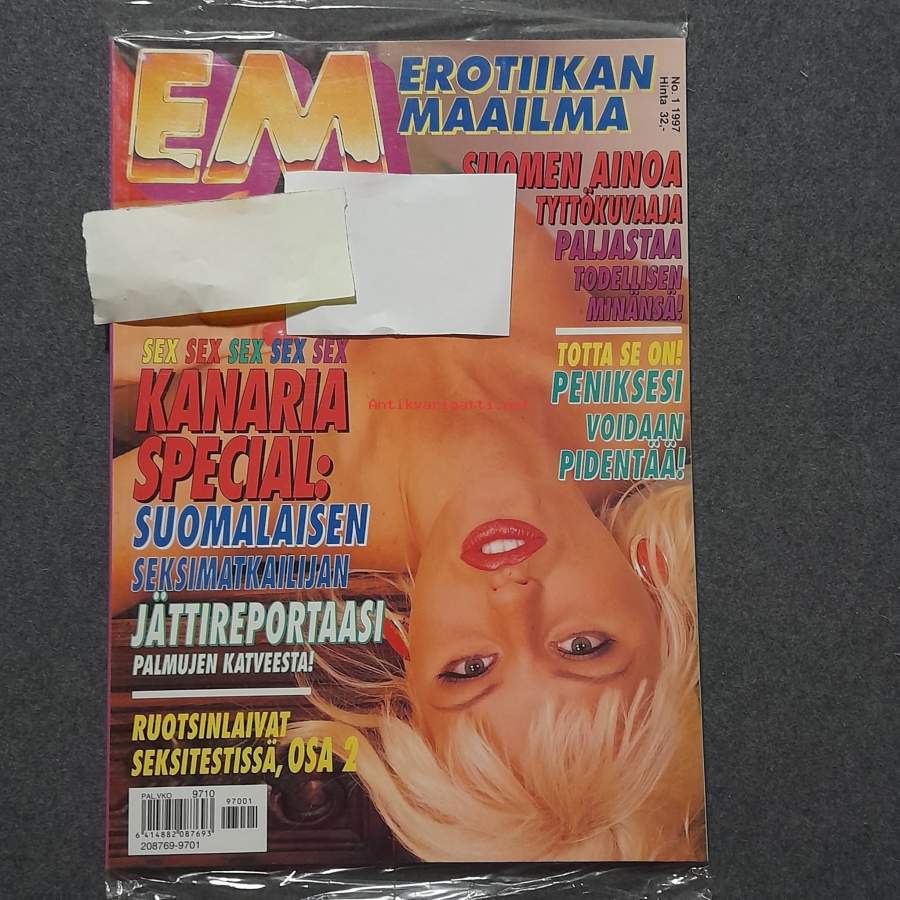 EM
EROTIIKAN
MAAILMA
No. 1 1997
Hinta 32,-
SUOMEN AINOA
TYTTÖKUVAAJA
PALJASTAA
TODELLISEN
MINÄNSÄ!
TOTTA SE ON!
PENIKSESI
VOIDAAN
PIDENTÄÄ!
SEX SEX SEX SEX SEX
KANARIA
SPECIAL:
SUOMALAISEN
SEKSIMATKAILIJAN
JÄTTIREPORTAASI
PALMUJEN KATVEESTA!
Antikvariaatti.net
RUOTSINLAIVAT
SEKSITESTISSÄ, OSA 2
PAL.VKO 9710
97001
6 414882 087693
208769-9701